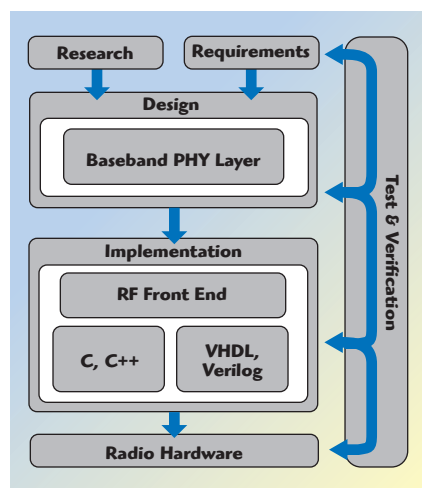 Research
Requirements
Design
Baseband PHY Layer
Implementation
RF Front End
C, C++
VHDL,
Verilog
Radio Hardware
Test & Verification